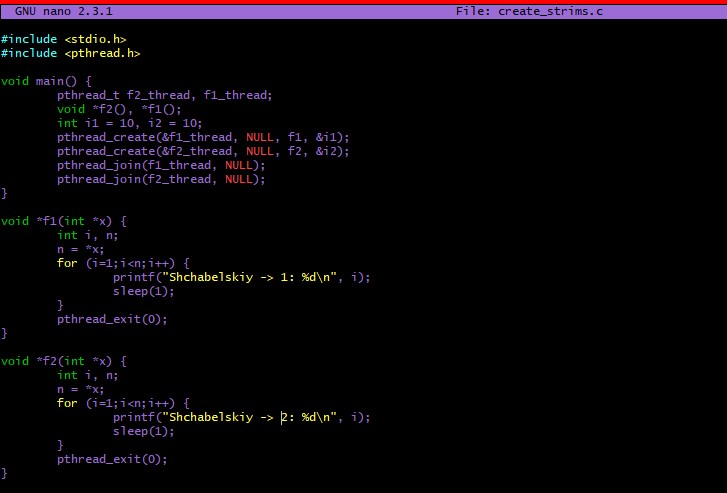 GNU nano 2.3.1 File: create_strims.c
#include <stdio.h>
#include <pthread.h>
void main() {
pthread_t f2_thread, f1_thread;
void *f2(), *f1();
int i1 = 10, i2 = 10;
pthread_create(&f1_thread, NULL, f1, &i1);
pthread_create(&f2_thread, NULL, f2, &i2);
pthread_join(f1_thread, NULL);
pthread_join(f2_thread, NULL);
}
void *f1(int *x) {
int i, n;
n = *x;
for (i=1;i<n;i++) {
printf("Shchabelskiy -> 1: %d\n", i);
sleep(1);
}
pthread_exit(0);
}
void *f2(int *x) {
int i, n;
n = *x;
for (i=1;i<n;i++) {
printf("Shchabelskiy -> 2: %d\n", i);
sleep(1);
}
pthread_exit(0);
}